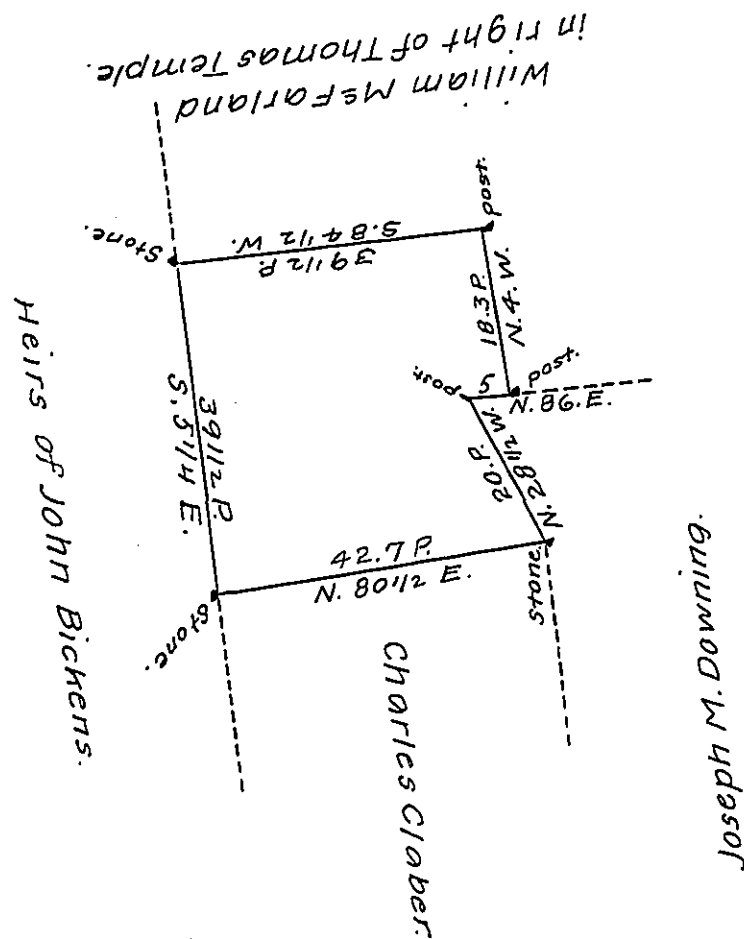 William McFarland
in right of Thomas Temple.
Stone.
S. 84 1/2 W.
39 1/2 P.
post.
18.3 P.
N. 4. W.
post.
5
post.
N. 86. E.
N. 28 1/2 W.
20. P.
Stone.
42.7 P.
N. 80 1/2 E.
Stone.
39 1/2 P.
S. 5 1/4 E.
Heirs of John Bickens.
Charles Claber.
Joseph M. Downing.